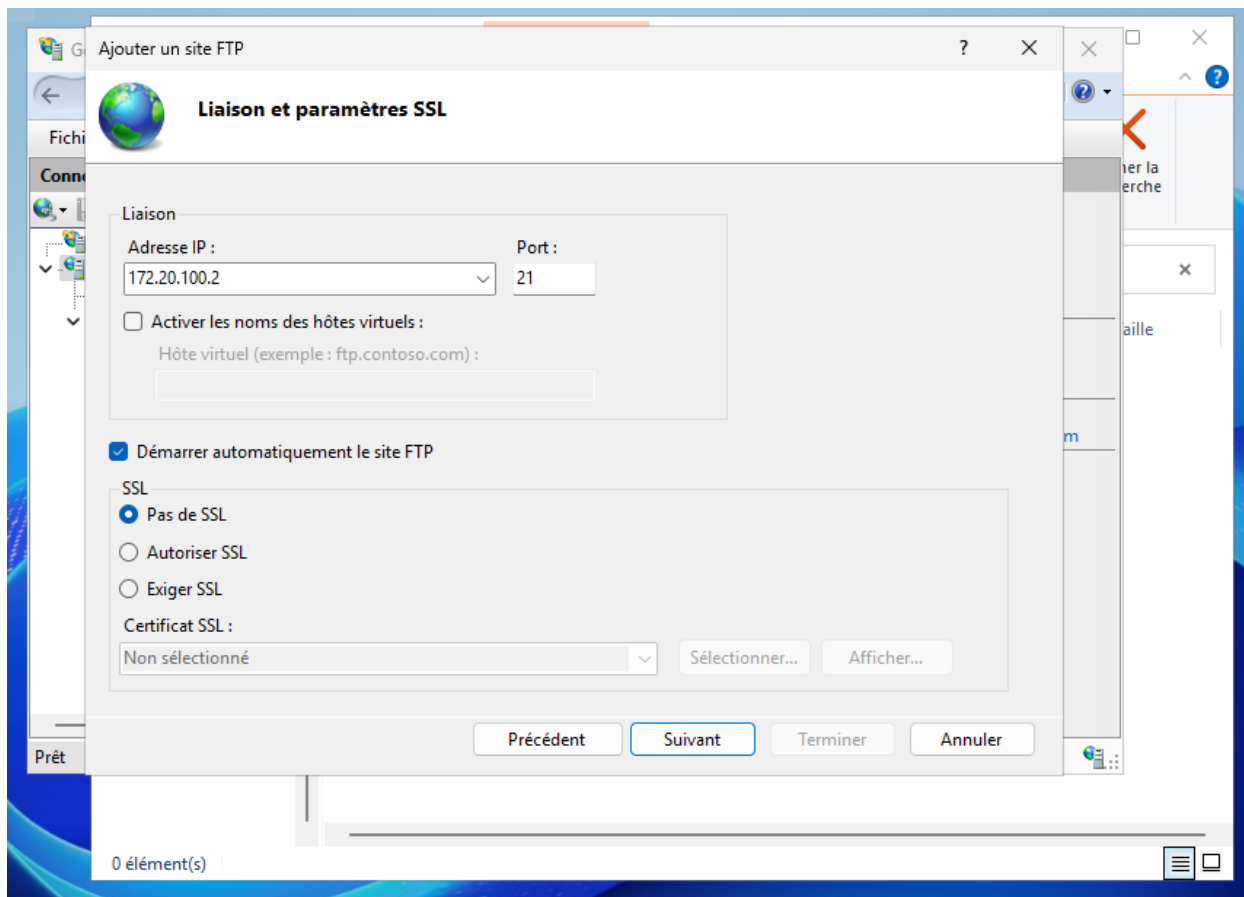 Ajouter un site FTP
?
Liaison et paramètres SSL
Fichi
Conne
her la
erche
Liaison
Adresse IP :
Port :
172.20.100.2
21
Activer les noms des hôtes virtuels :
aille
Hôte virtuel (exemple : ftp.contoso.com) :
Démarrer automatiquement le site FTP
m
SSL
Pas de SSL
Autoriser SSL
Exiger SSL
Certificat SSL :
Non sélectionné
Sélectionner...
Afficher...
Précédent
Suivant
Terminer
Annuler
Prêt
0 élément(s)